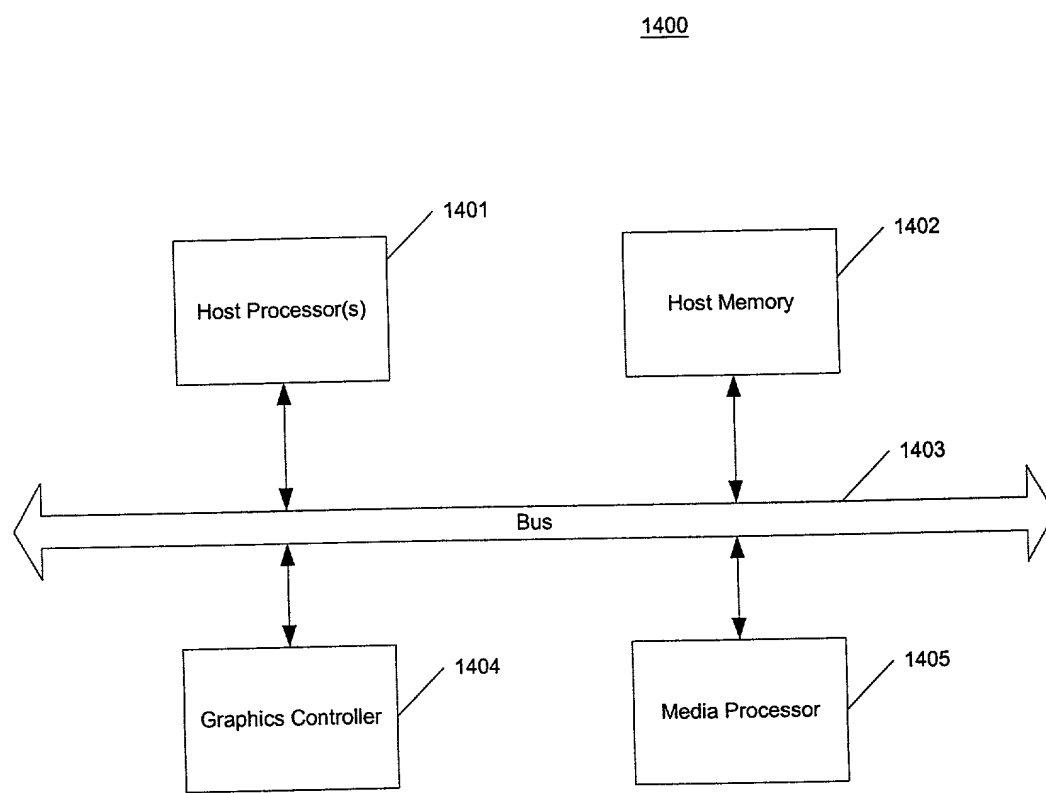 1400
1401
1402
Host Processor(s)
Host Memory
1403
Bus
1404
1405
Graphics Controller
Media Processor